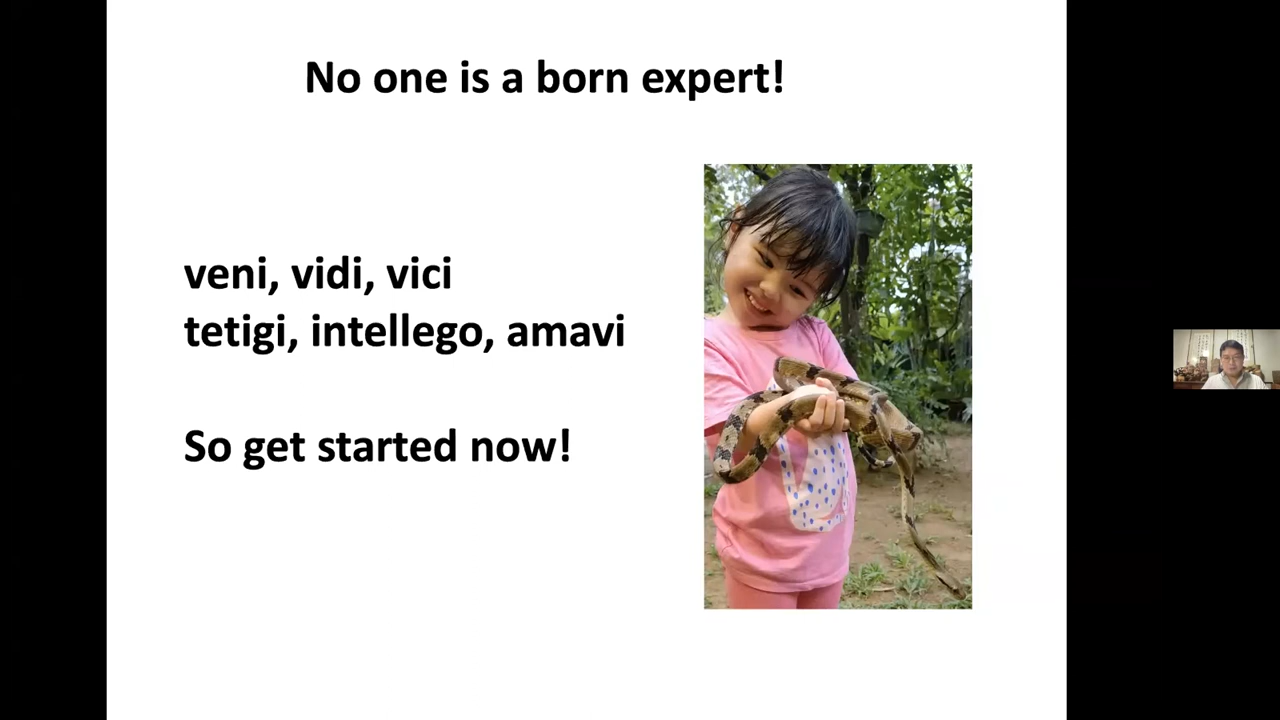 No one is a born expert!
veni, vidi, vici
tetigi, intellego, amavi
So get started now!